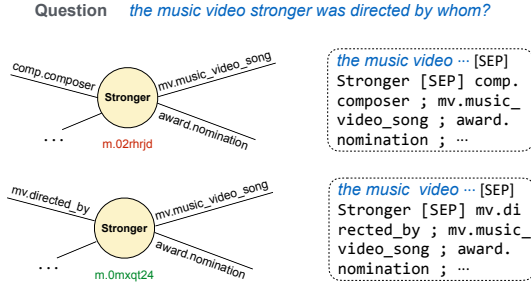 Question the music video stronger was directed by whom?
comp.composer
mv.music_video_song
Stronger
award.nomination
...
m.02rhrjd
the music video ··· [SEP]
Stronger [SEP] comp.
composer ; mv.music_
video_song ; award.
nomination ; ···
mv.directed_by
mv.music_video_song
Stronger
award.nomination
...
m.0mxqt24
the music video ··· [SEP]
Stronger [SEP] mv.di
rected_by ; mv.music_
video_song ; award.
nomination ; ···